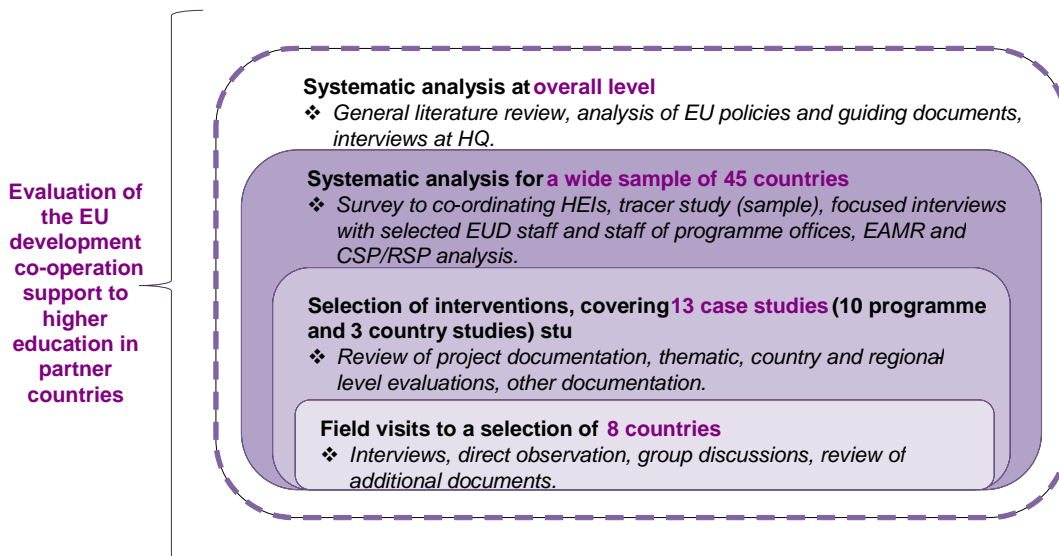 Evaluation of
the EU
development
co-operation
support to
higher
education in
partner
countries
Systematic analysis at overall level
❖ General literature review, analysis of EU policies and guiding documents,
interviews at HQ.
Systematic analysis for a wide sample of 45 countries
❖ Survey to co-ordinating HEIs, tracer study (sample), focused interviews
with selected EUD staff and staff of programme offices, EAMR and
CSP/RSP analysis.
Selection of interventions, covering 13 case studies (10 programme
and 3 country studies) stu
❖ Review of project documentation, thematic, country and regional
level evaluations, other documentation.
Field visits to a selection of 8 countries
❖ Interviews, direct observation, group discussions, review of
additional documents.